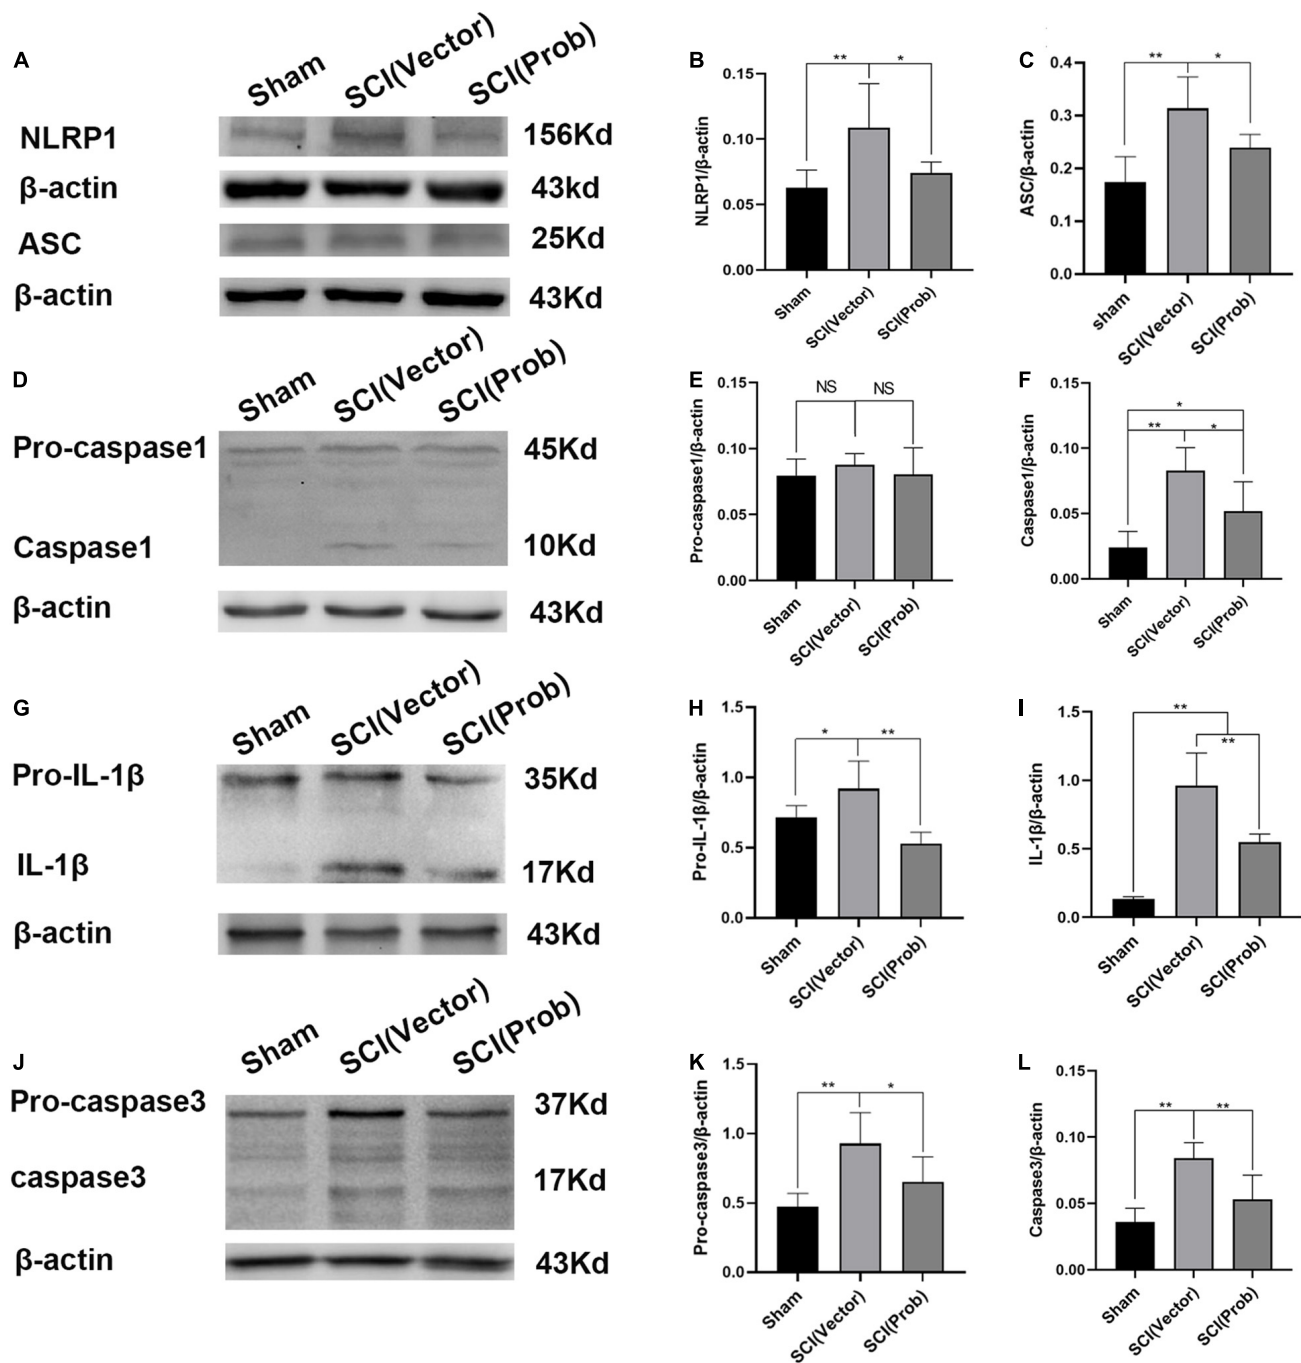 A
Sham
SCI(Vector)
SCI(Prob)
NLRP1
156Kd
β-actin
43kd
ASC
25Kd
β-actin
43Kd
B
NLRP1/β-actin
0.15
0.10
0.05
0.00
**
*
Sham
SCI(Vector)
SCI(Prob)
C
ASC/β-actin
0.4
0.3
0.2
0.1
0.0
**
*
sham
SCI(Vector)
SCI(Prob)
D
Sham
SCI(Vector)
SCI(Prob)
Pro-caspase1
45Kd
Caspase1
10Kd
β-actin
43Kd
E
Pro-caspase1/β-actin
0.15
0.10
0.05
0.00
NS
NS
Sham
SCI(Vector)
SCI(Prob)
F
Caspase1/β-actin
0.15
0.10
0.05
0.00
*
**
*
Sham
SCI(Vector)
SCI(Prob)
G
Sham
SCI(Vector)
SCI(Prob)
Pro-IL-1β
35Kd
IL-1β
17Kd
β-actin
43Kd
H
Pro-IL-1β/β-actin
1.5
1.0
0.5
0.0
*
**
Sham
SCI(Vector)
SCI(Prob)
I
IL-1β/β-actin
1.5
1.0
0.5
0.0
**
**
Sham
SCI(Vector)
SCI(Prob)
J
Sham
SCI(Vector)
SCI(Prob)
Pro-caspase3
37Kd
caspase3
17Kd
β-actin
43Kd
K
Pro-caspase3/β-actin
1.5
1.0
0.5
0.0
**
*
Sham
SCI(Vector)
SCI(Prob)
L
Caspase3/β-actin
0.15
0.10
0.05
0.00
**
**
Sham
SCI(Vector)
SCI(Prob)